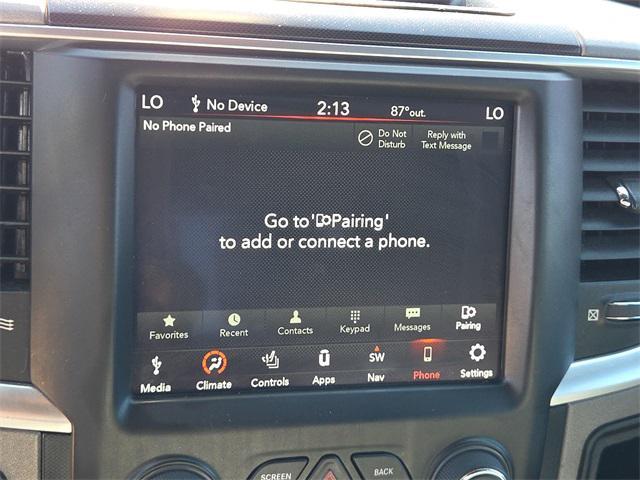 LO No Device 2:13 87°out. LO
No Phone Paired
Do Not
Disturb
Reply with
Text Message
Go to 'Pairing'
to add or connect a phone.
Favorites Recent Contacts Keypad Messages Pairing
SW
Media Climate Controls Apps Nav Phone Settings
SCREEN BACK